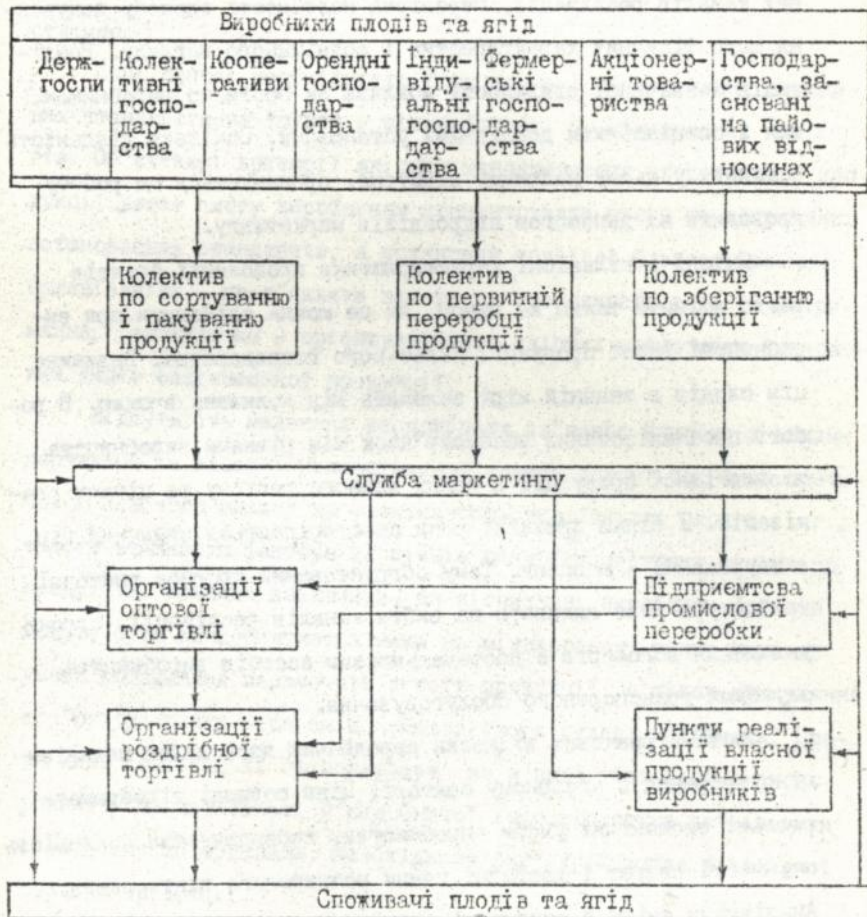 Виробники плодів та ягід
Держ-
госпи
Колек-
тивні
госпо-
дар-
ства
Коопе-
ративи
Орендні
госпо-
дар-
ства
Інди-
віду-
альні
госпо-
дар-
ства
Фермер-
ські
госпо-
дар-
ства
Акціонер-
ні това-
риства
Господар-
ства, за-
сновані
на пайо-
вих від-
носинах
Колектив
по сортуванню
і пакуванню
продукції
Колектив
по первинній
переробці
продукції
Колектив
по зберіганню
продукції
Служба маркетингу
Організації
оптової
торгівлі
Підприємтсва
промислової
переробки
Організації
роздрібної
торгівлі
Пункти реалі-
зації власної
продукції
виробників
Споживачі плодів та ягід